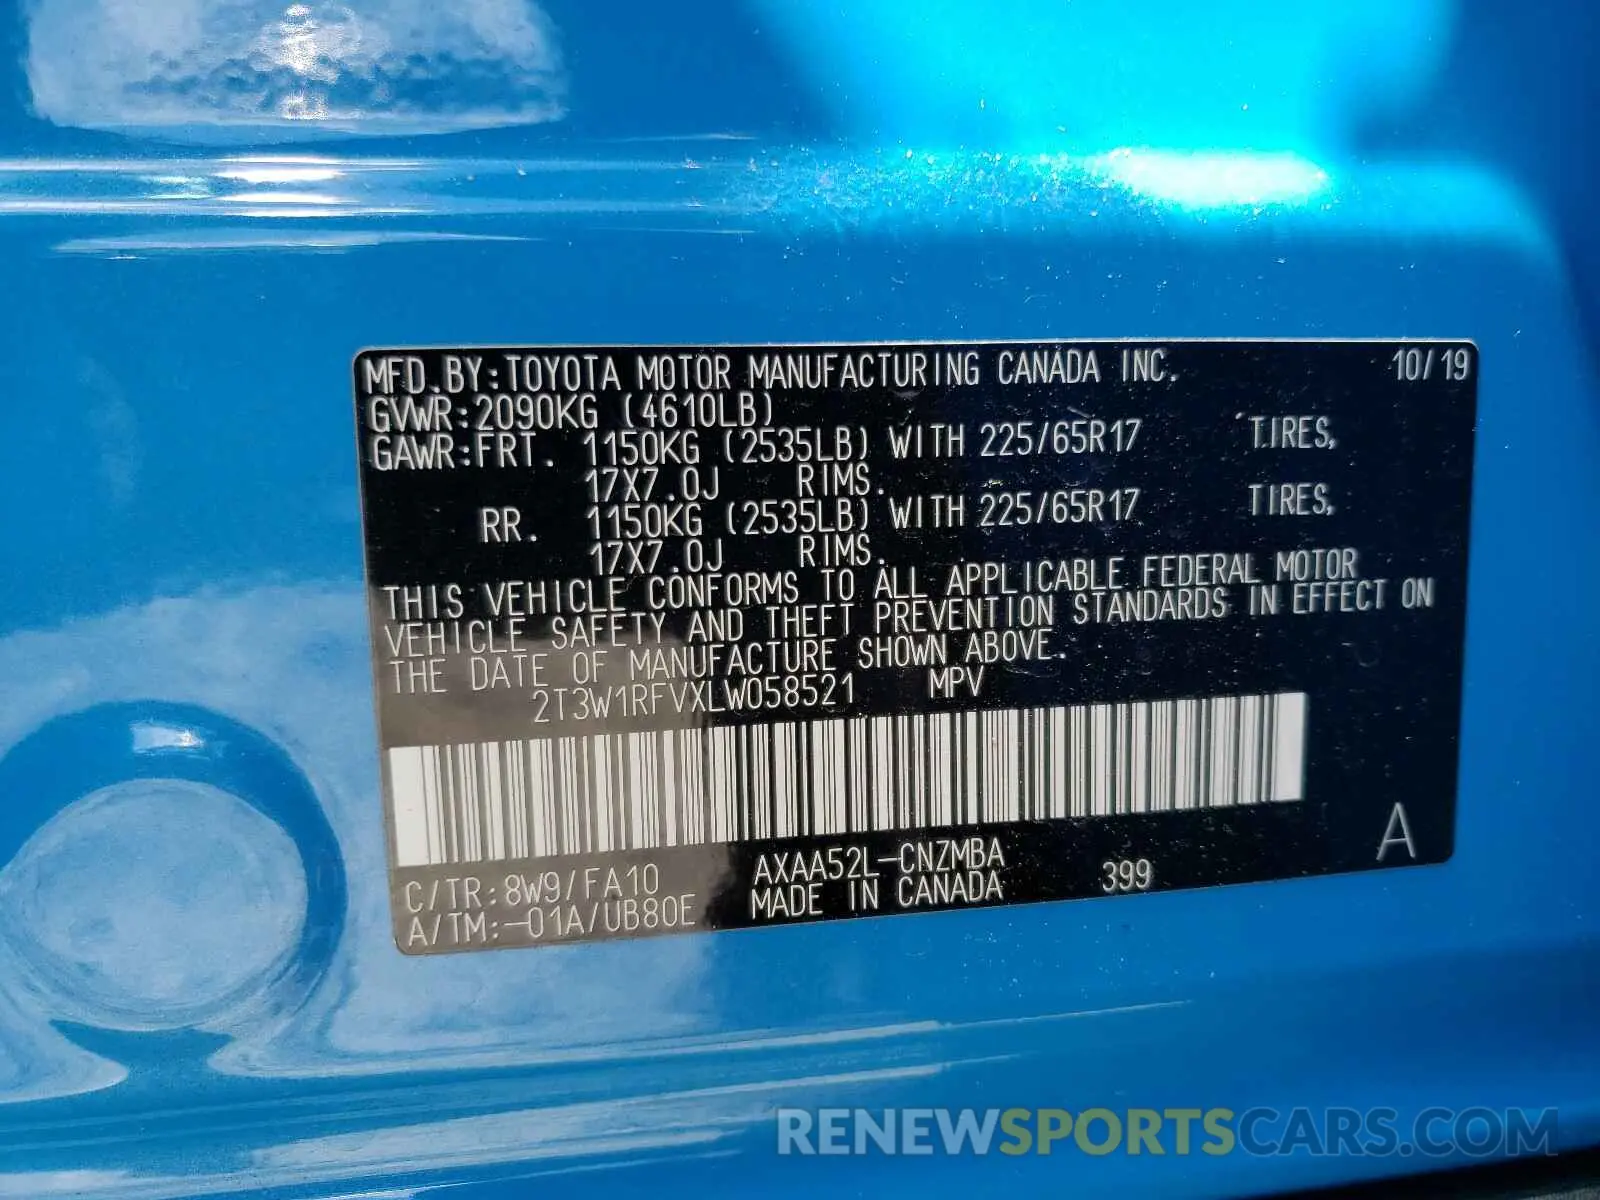 MFD.BY:TOYOTA MOTOR MANUFACTURING CANADA INC. 10/19
GVWR:2090KG (4610LB)
GAWR:FRT. 1150KG (2535LB) WITH 225/65R17 TIRES,
17X7.0J RIMS.
RR. 1150KG (2535LB) WITH 225/65R17 TIRES,
17X7.0J RIMS.
THIS VEHICLE CONFORMS TO ALL APPLICABLE FEDERAL MOTOR
VEHICLE SAFETY AND THEFT PREVENTION STANDARDS IN EFFECT ON
THE DATE OF MANUFACTURE SHOWN ABOVE.
2T3W1RFVXLW058521 MPV
A
C/TR:8W9/FA10 AXAA52L-CNZMBA 399
A/TM:-01A/UB80E MADE IN CANADA
RENEWSPORTSCARS.COM